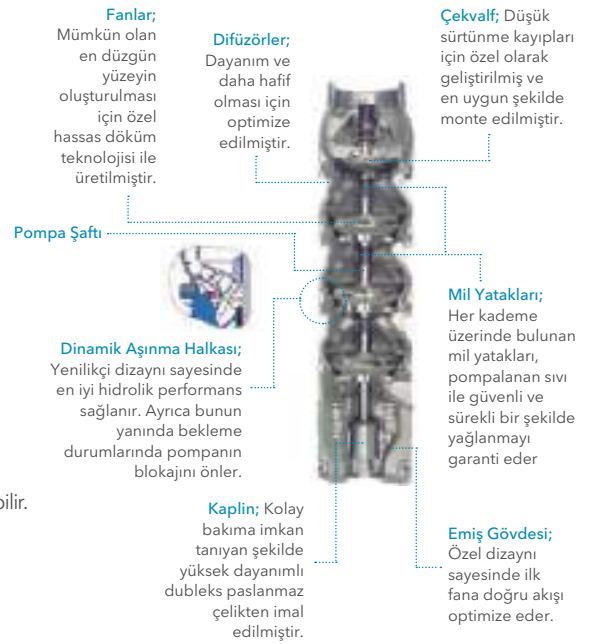 Fanlar;
Mümkün olan
en düzgün
yüzeyin
oluşturulması
için özel
hassas döküm
teknolojisi ile
üretilmiştir.
Difüzörler;
Dayanım ve
daha hafif
olması için
optimize
edilmiştir.
Çekvalf; Düşük
sürtünme kayıpları
için özel olarak
geliştirilmiş ve
en uygun şekilde
monte edilmiştir.
Pompa Şaftı
Dinamik Aşınma Halkası;
Yenilikçi dizaynı sayesinde
en iyi hidrolik performans
sağlanır. Ayrıca bunun
yanında bekleme
durumlarında pompanın
blokajını önler.
Mil Yatakları;
Her kademe
üzerinde bulunan
mil yatakları,
pompalanan sıvı
ile güvenli ve
sürekli bir şekilde
yağlanmayı
garanti eder
bilir.
Kaplin; Kolay
bakıma imkan
tanıyan şekilde
yüksek dayanımlı
dubleks paslanmaz
çelikten imal
edilmiştir.
Emiş Gövdesi;
Özel dizaynı
sayesinde ilk
fana doğru akışı
optimize eder.